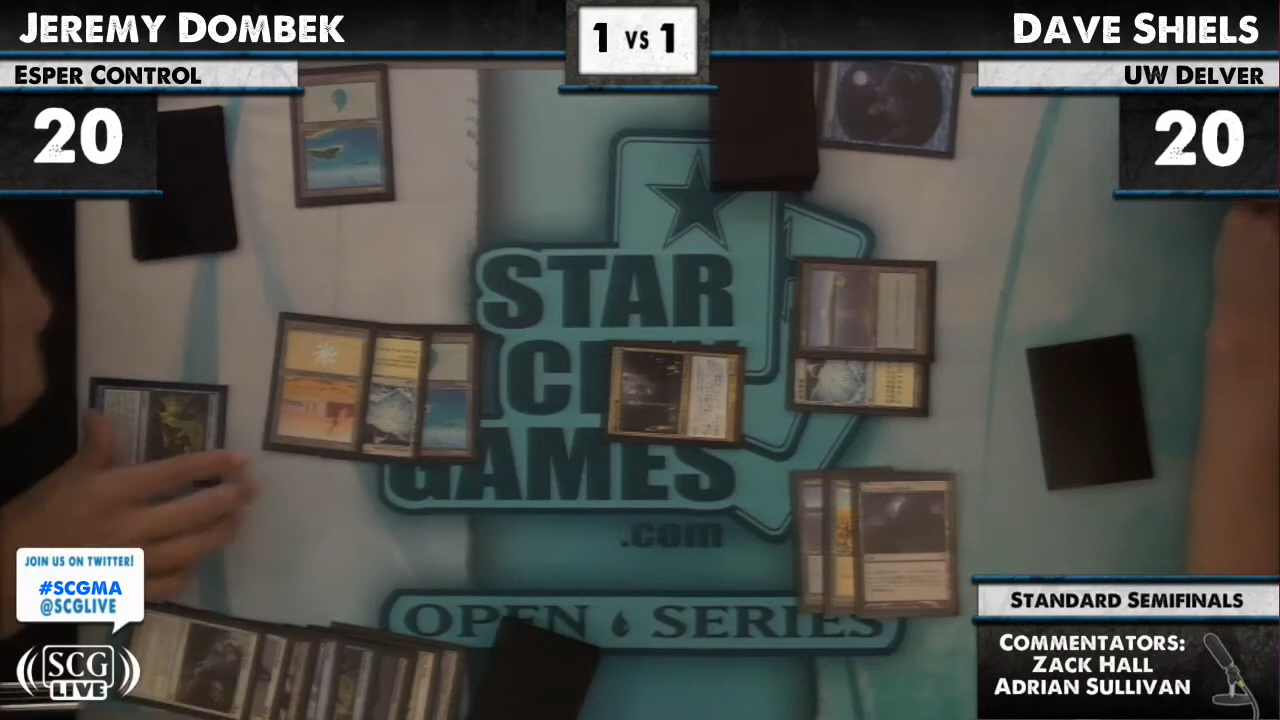 JEREMY DOMBEK
1 VS 1
DAVE SHIELS
ESPER CONTROL
UW DELVER
20
20
STAR
CITY
GAMES
.com
OPEN SERIES
JOIN US ON TWITTER!
#SCGMA
@SCGLIVE
SCG
LIVE
STANDARD SEMIFINALS
COMMENTATORS:
ZACK HALL
ADRIAN SULLIVAN